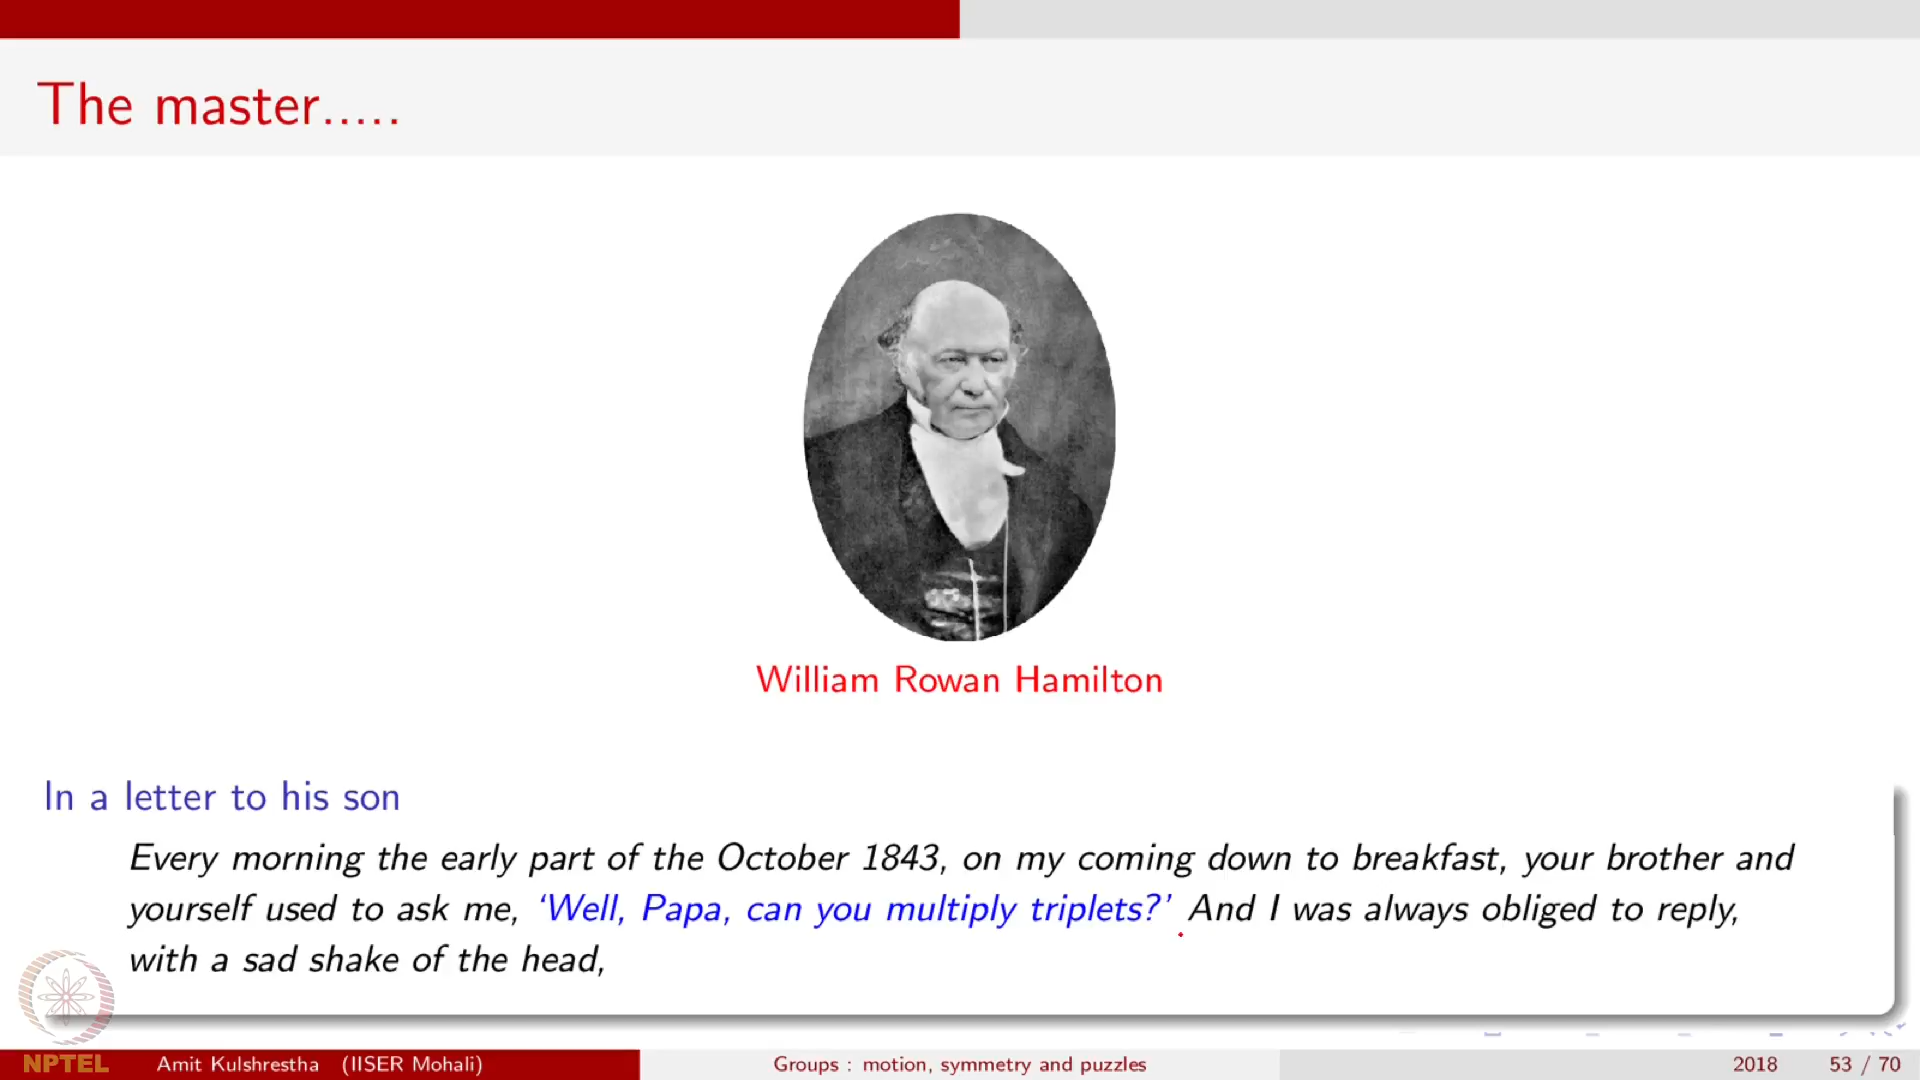 The master.....
William Rowan Hamilton
In a letter to his son
Every morning the early part of the October 1843, on my coming down to breakfast, your brother and
yourself used to ask me, ‘Well, Papa, can you multiply triplets?’ And I was always obliged to reply,
with a sad shake of the head,
NPTEL Amit Kulshrestha (IISER Mohali) Groups : motion, symmetry and puzzles 2018 53 / 70